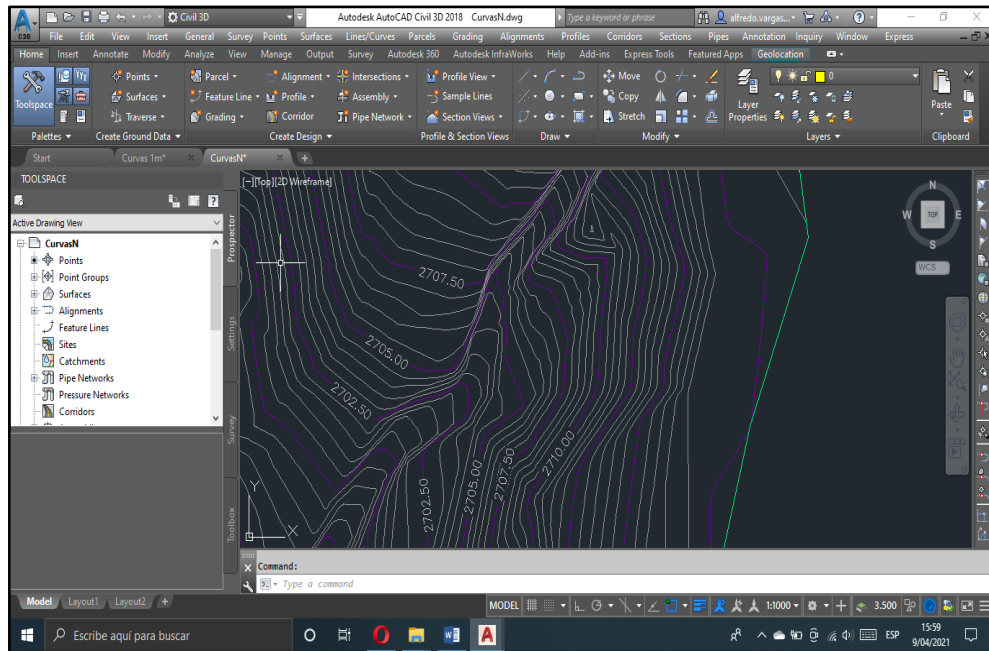 Civil 3D
Autodesk AutoCAD Civil 3D 2018 CurvasN.dwg
Type a keyword or phrase
alfredo.vargas...
C3D
File Edit View Insert General Survey Points Surfaces Lines/Curves Parcels Grading Alignments Profiles Corridors Sections Pipes Annotation Inquiry Window Express
Home Insert Annotate Modify Analyze View Manage Output Survey Autodesk 360 Autodesk InfraWorks Help Add-ins Express Tools Featured Apps Geolocation
Points Parcel Alignment Intersections Profile View Move 0
Surfaces Feature Line Profile Assembly Sample Lines Copy
Toolspace Layer Properties Paste
Traverse Grading Corridor Pipe Network Section Views Stretch
Palettes Create Ground Data Create Design Profile & Section Views Draw Modify Layers Clipboard
Start Curvas 1m* CurvasN* +
TOOLSPACE
[-][Top][2D Wireframe]
Active Drawing View
CurvasN
Points
Point Groups
Surfaces
Alignments
Feature Lines
Sites
Catchments
Pipe Networks
Pressure Networks
Corridors
Prospector
Settings
Survey
Toolbox
N
W TOP E
S
WCS
2707.50
2705.00
2702.50
2702.50
2705.00
2707.50
2710.00
Y
X
Command:
Type a command
Model Layout1 Layout2 +
MODEL 1:1000 3.500
Escribe aquí para buscar
ESP
15:59
9/04/2021